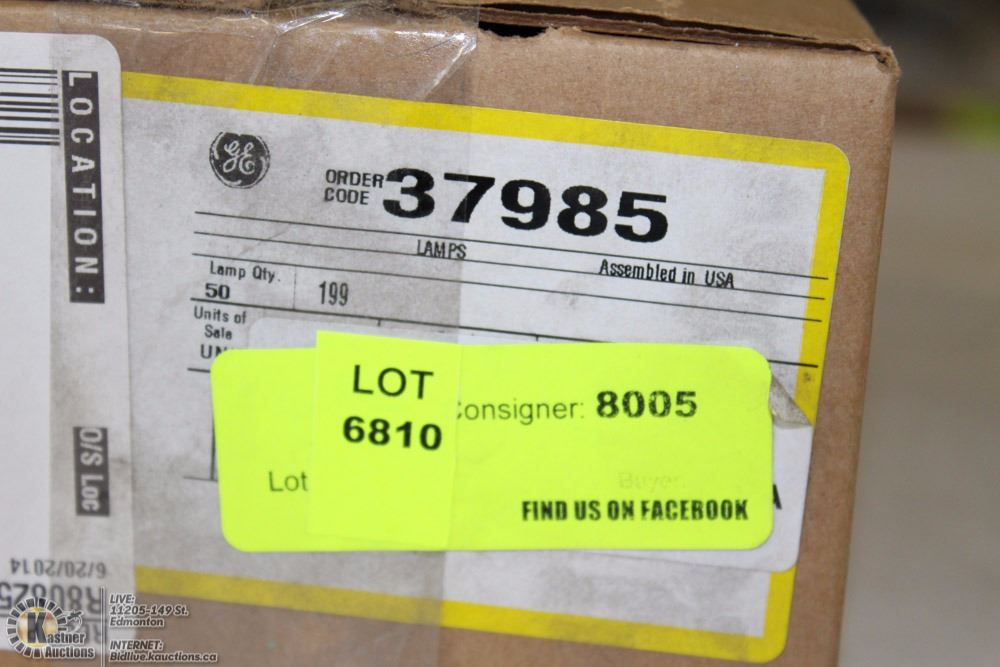 LOCATION:
O/S Loc
6/20/2014
GE
ORDER CODE 37985
LAMPS
Assembled in USA
Lamp Qty.
50 199
Units of
Sale
LOT
6810
Consigner: 8005
Lot
Buyer
FIND US ON FACEBOOK
Kastner
Auctions
LIVE:
11205-149 St.
Edmonton
INTERNET:
Bidlive.kauctions.ca